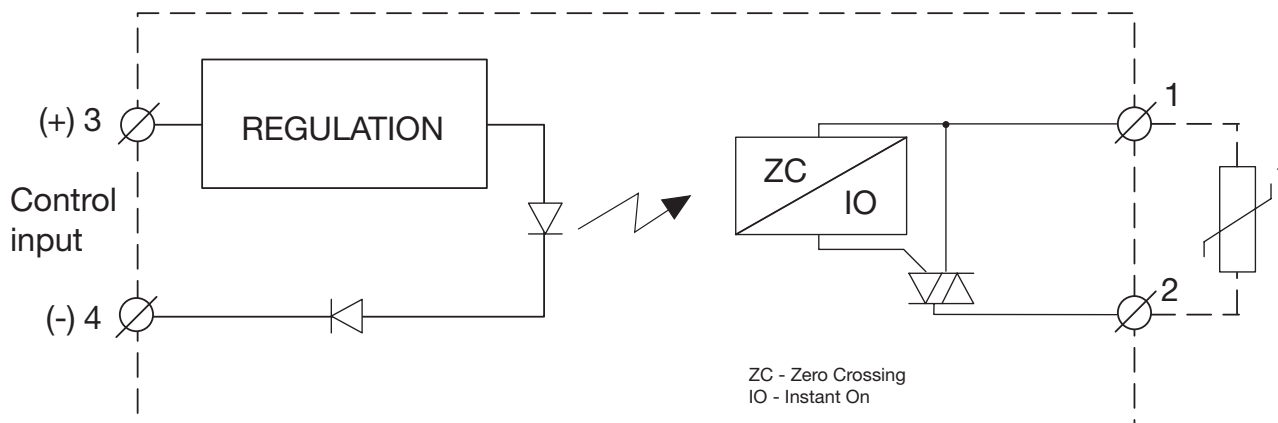 1
(+) 3
REGULATION
ZC
IO
Control
input
2
(-) 4
ZC - Zero Crossing
IO - Instant On